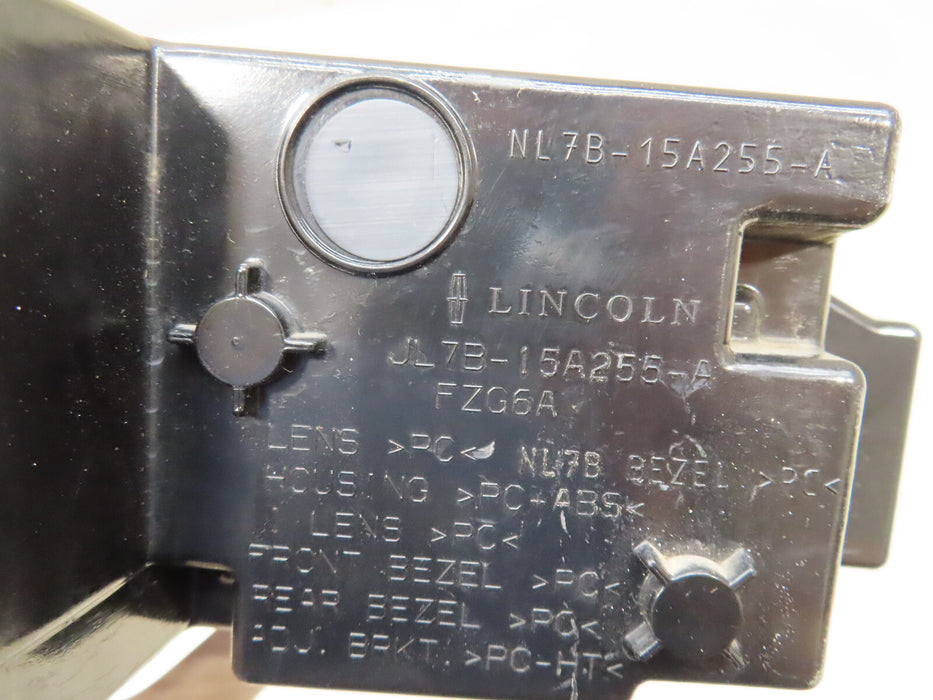 NL7B-15A255-A
LINCOLN
JL7B-15A255-A
FZG6A
LENS >PC< NL7B BEZEL >PC<
HOUSING >PC+ABS<
LENS >PC<
FRONT BEZEL >PC<
REAR BEZEL >PC<
ADJ. BRKT. >PC-HT<